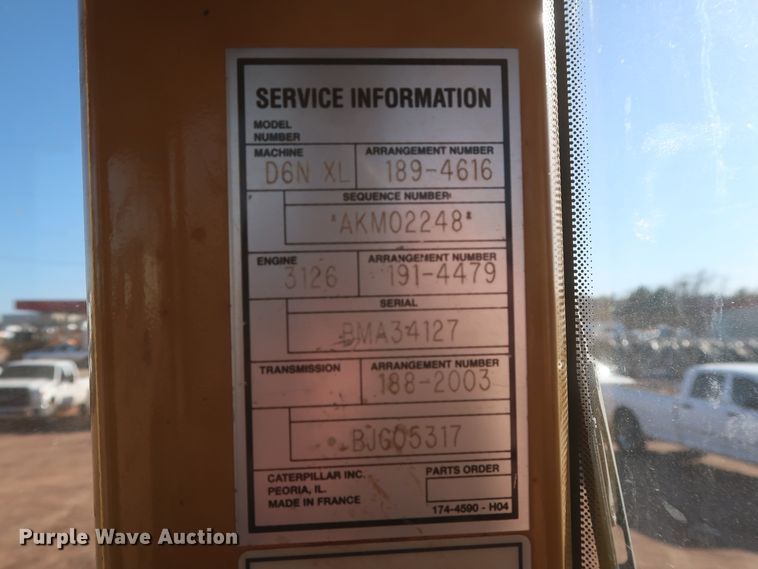 SERVICE INFORMATION
MODEL
NUMBER
MACHINE ARRANGEMENT NUMBER
D6N XL 189-4616
SEQUENCE NUMBER
*AKM02248*
ENGINE ARRANGEMENT NUMBER
3126 191-4479
SERIAL
BMA34127
TRANSMISSION ARRANGEMENT NUMBER
188-2003
BJG05317
CATERPILLAR INC.
PEORIA, IL.
MADE IN FRANCE
PARTS ORDER
174-4590 - H04
Purple Wave Auction